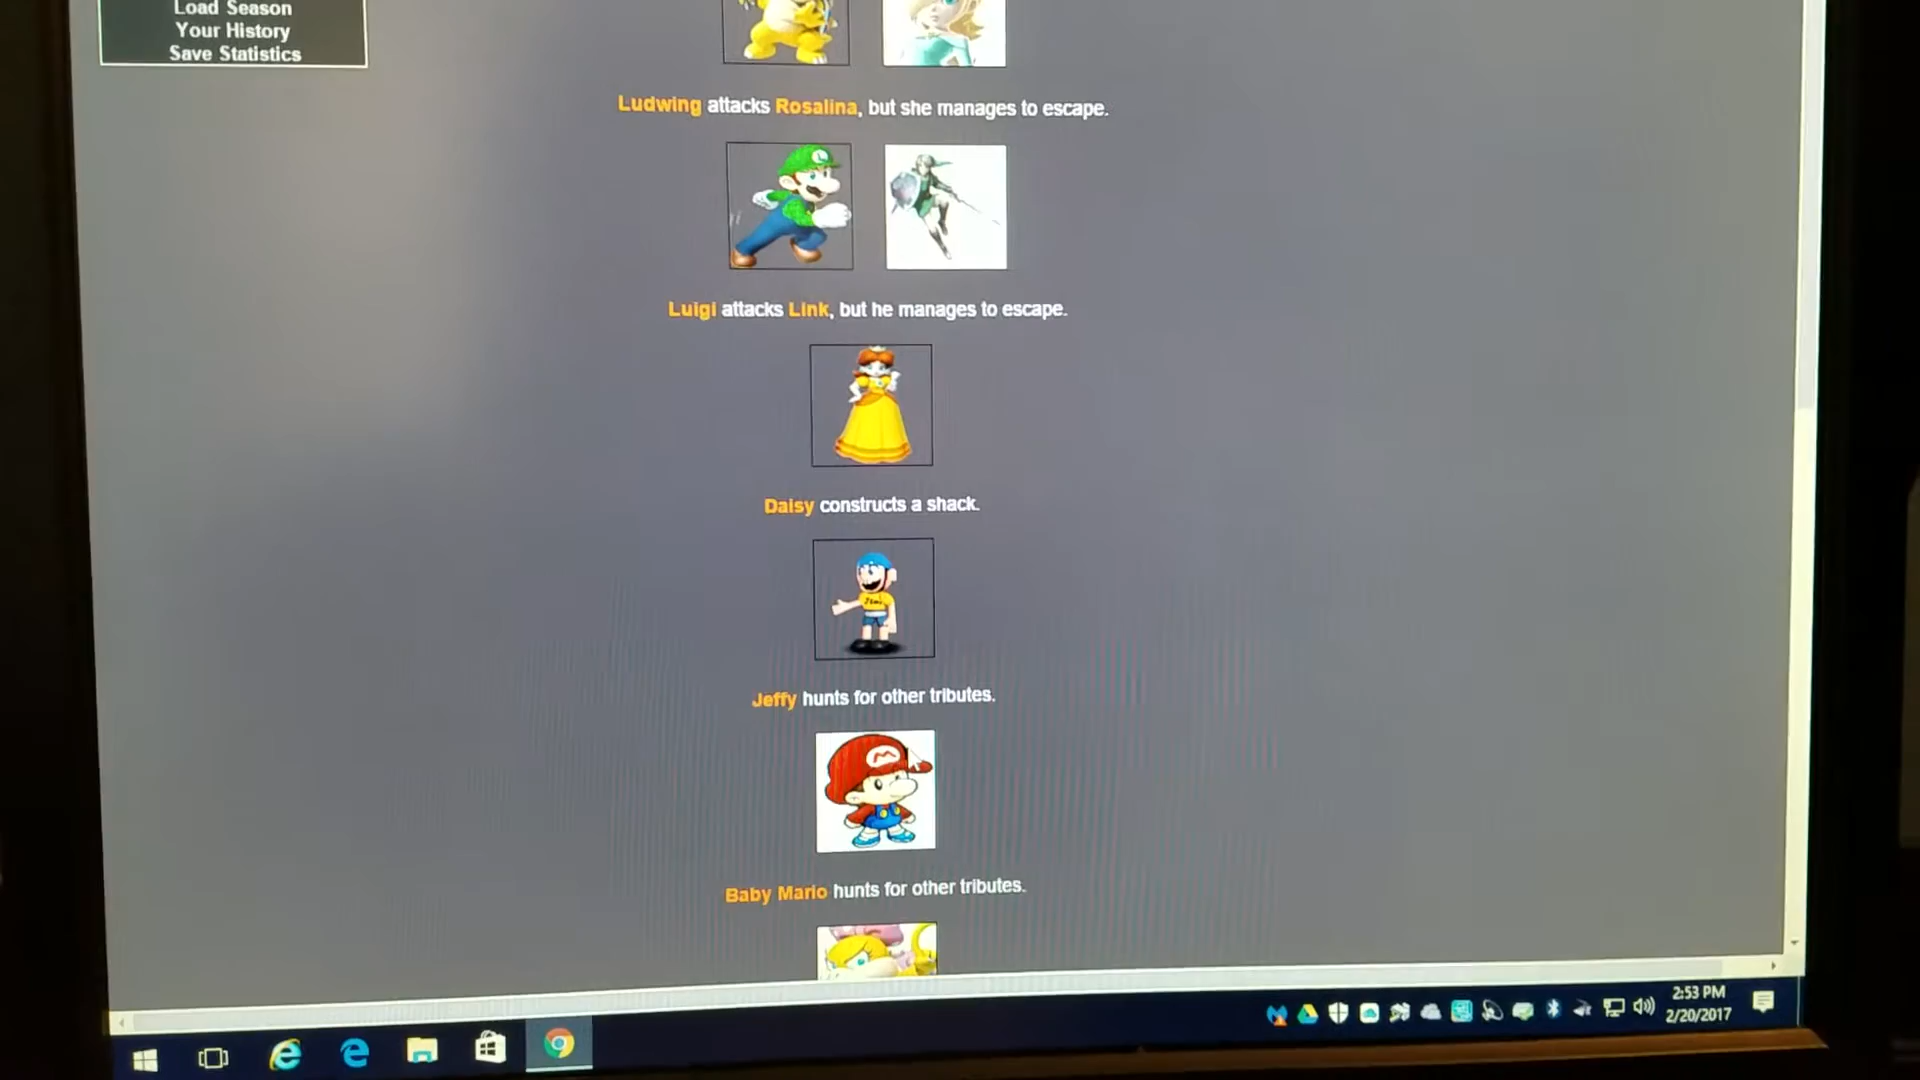 Load Season
Your History
Save Statistics
Ludwing attacks Rosalina, but she manages to escape.
Luigi attacks Link, but he manages to escape.
Daisy constructs a shack.
Jeffy hunts for other tributes.
Baby Mario hunts for other tributes.
2:53 PM
2/20/2017